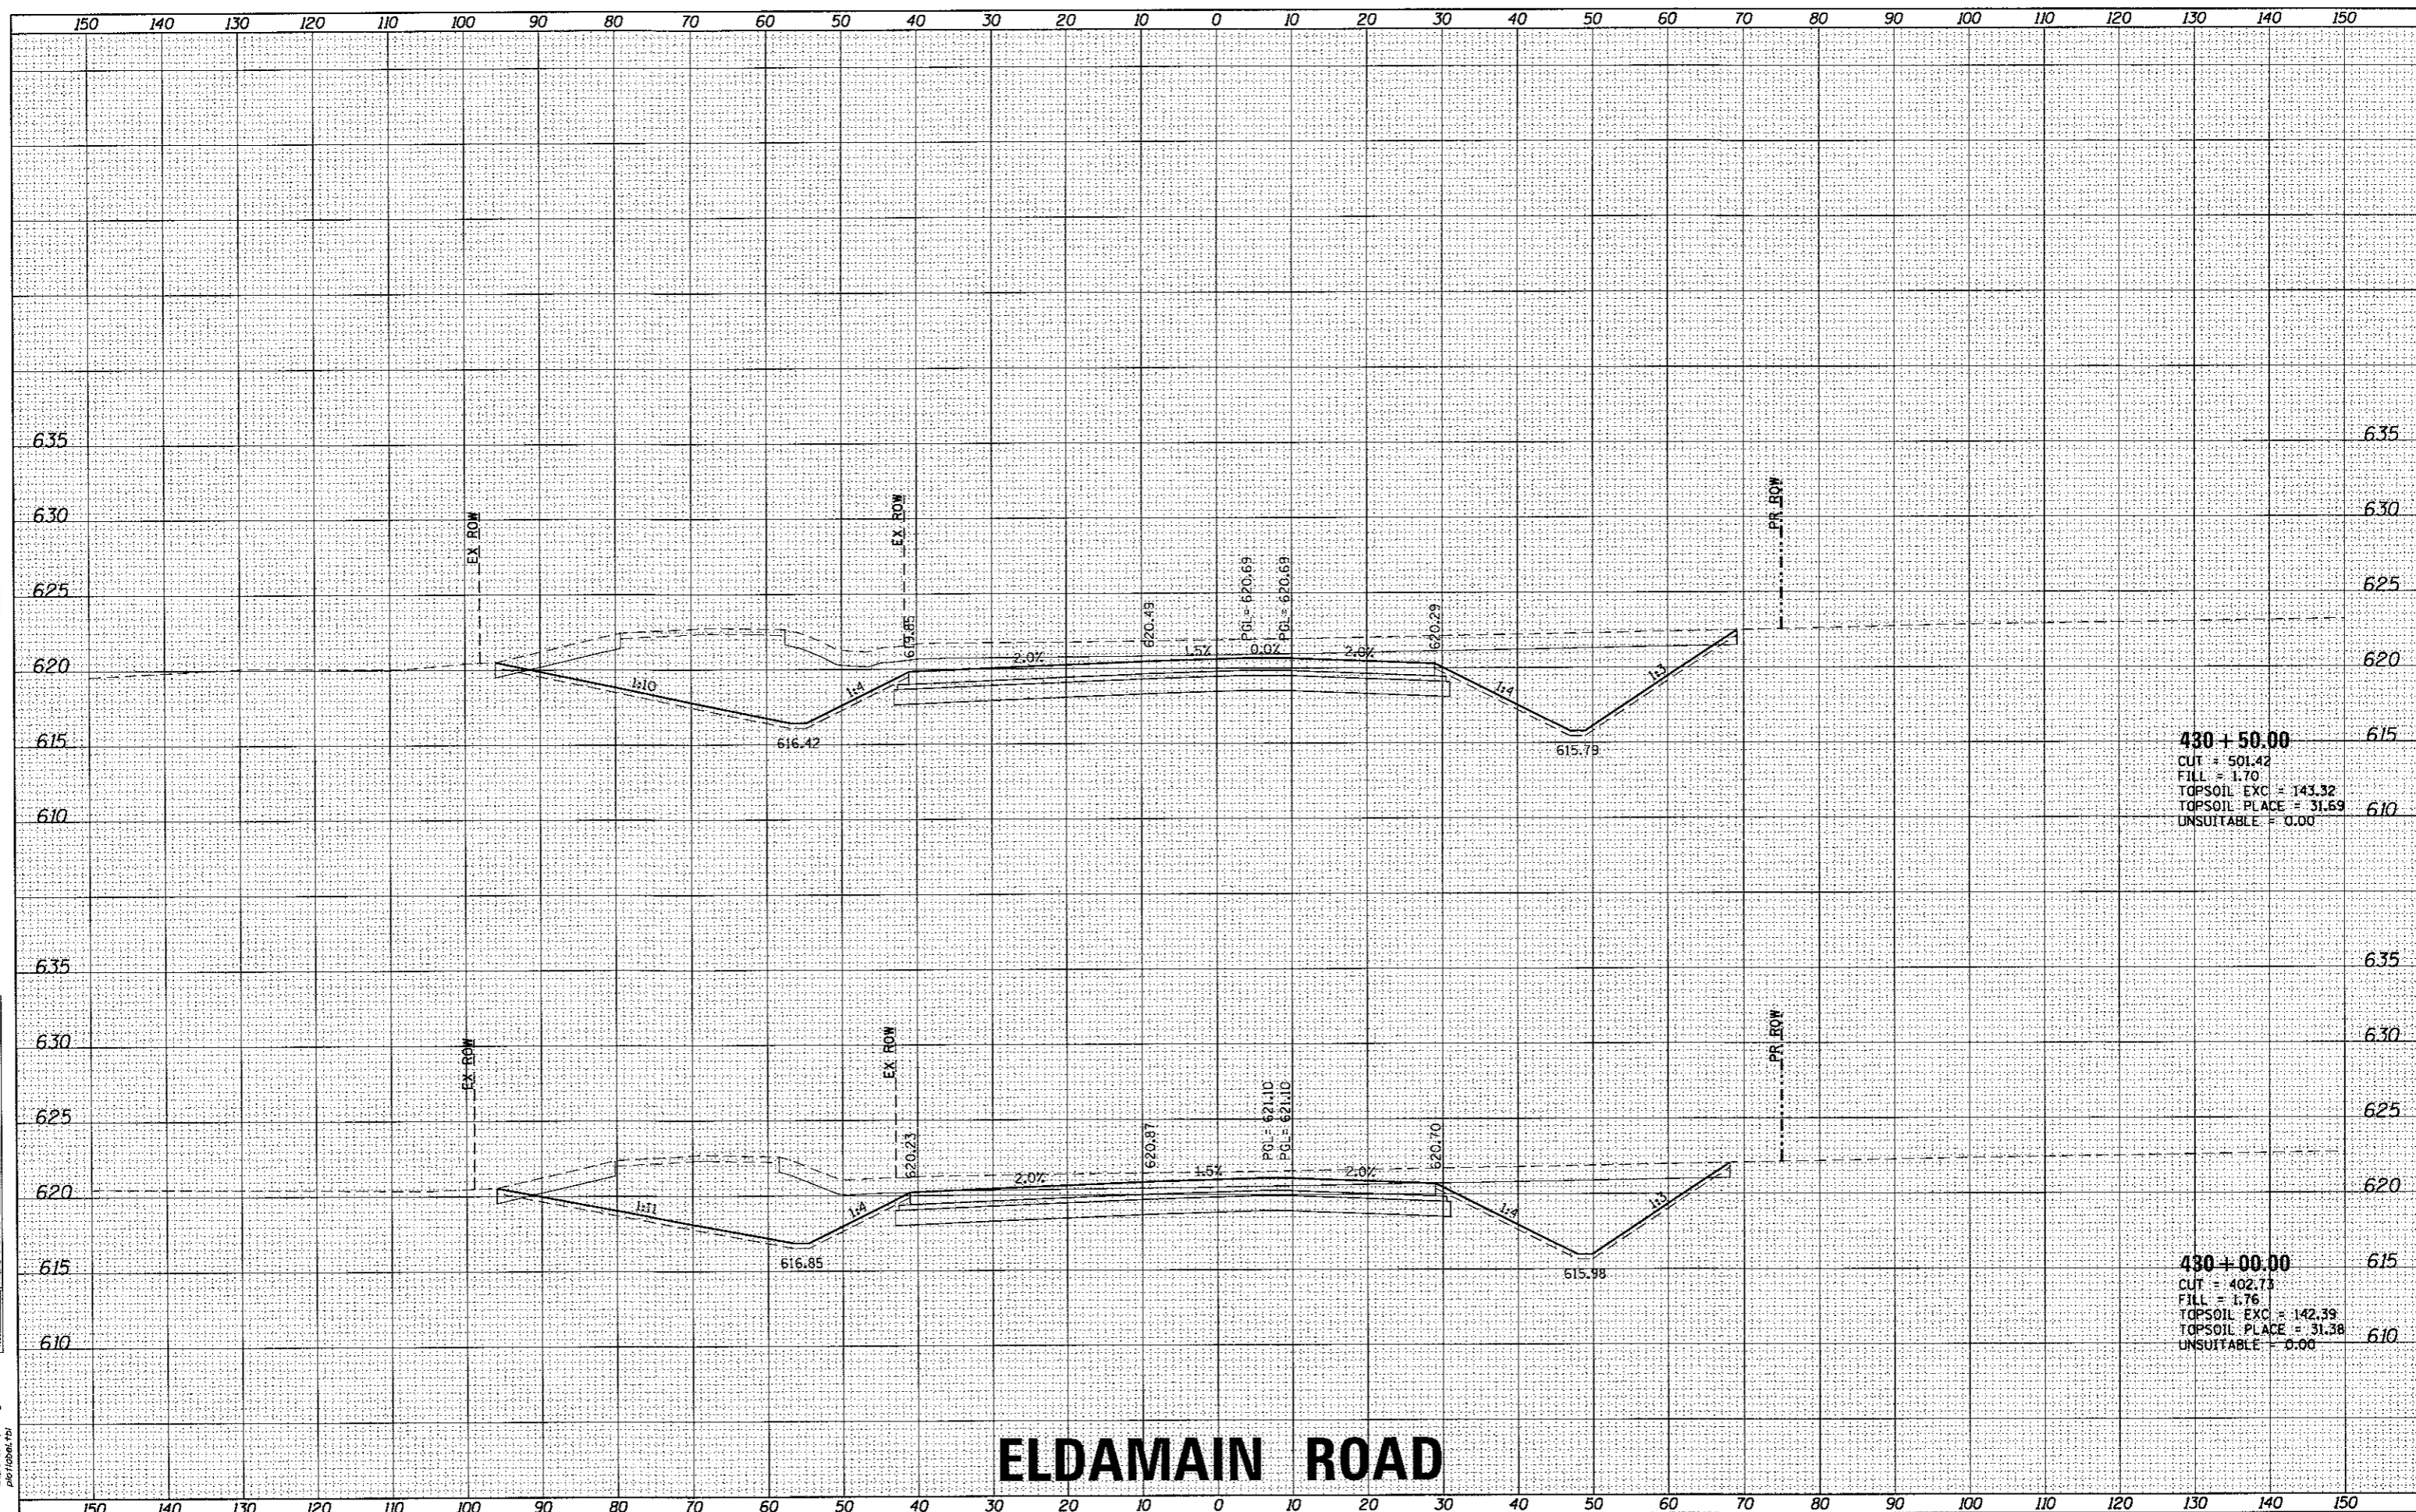 150 140 130 120 110 100 90 80 70 60 50 40 30 20 10 0 10 20 30 40 50 60 70 80 90 100 110 120 130 140 150
635 635
630 EX ROW EX ROW PR ROW 630
625 625
619.85 620.49 PGL= 620.69 PGL= 620.69 620.29
620 2.0% 1.5% 0.0% 2.0% 620
1:10 1:4 1:4 1:3
615 616.42 615.79 615
430 + 50.00
CUT = 501.42
FILL = 1.70
TOPSOIL EXC = 143.32
TOPSOIL PLACE = 31.69
610 610
UNSUITABLE = 0.00
635 635
630 EX ROW EX ROW PR ROW 630
625 625
620.23 620.87 PGL= 621.10 PGL= 621.10 620.70
620 2.0% 1.5% 2.0% 620
1:11 1:4 1:4 1:3
615 616.85 615.98 615
430 + 00.00
CUT = 402.73
FILL = 1.76
TOPSOIL EXC = 142.39
TOPSOIL PLACE = 31.38
610 610
UNSUITABLE = 0.00
ELDAMAIN ROAD
plotlabel.tbl
150 140 130 120 110 100 90 80 70 60 50 40 30 20 10 0 10 20 30 40 50 60 70 80 90 100 110 120 130 140 150